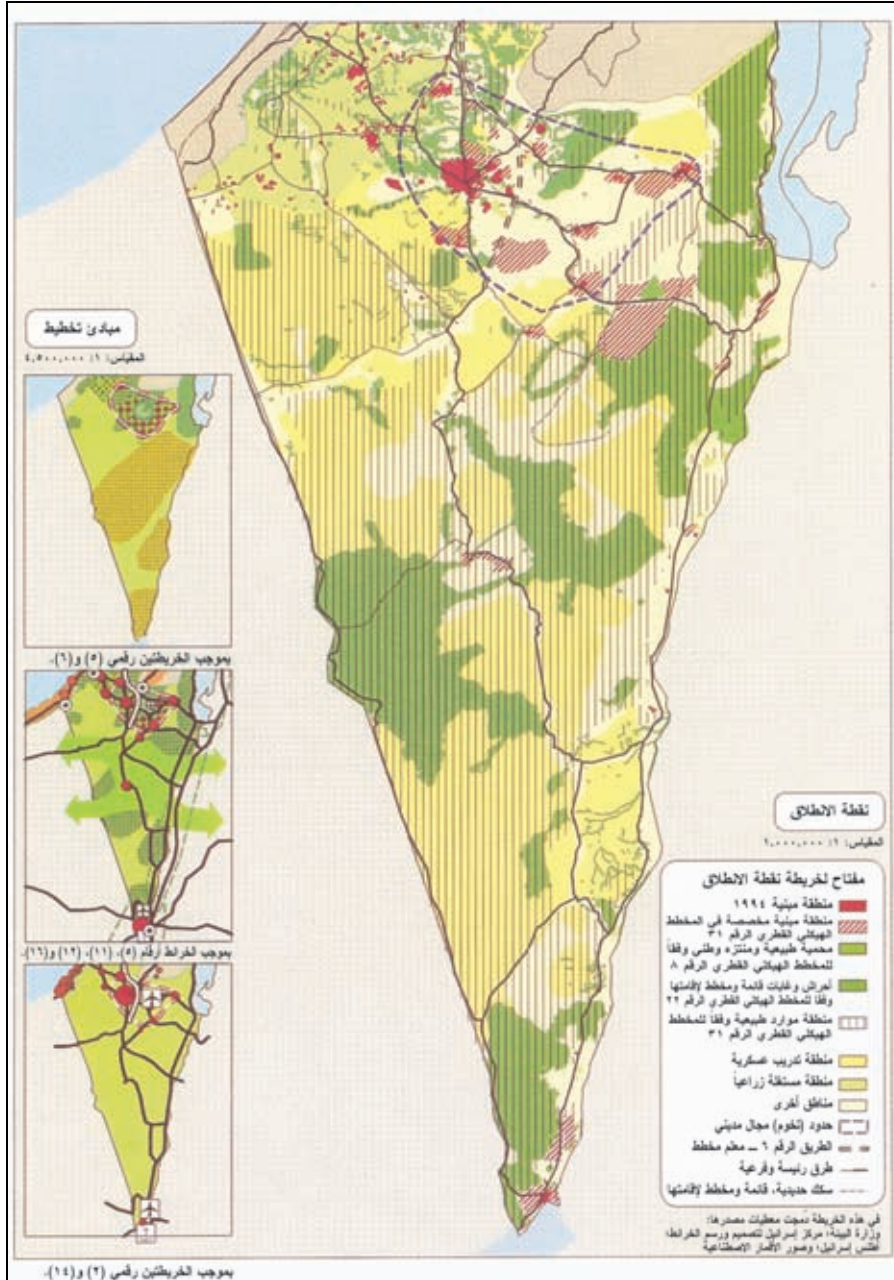 مبادئ تخطيط
المقياس: ١: ٤,٥٠٠,٠٠٠
بموجب الخريطتين رقمي (٥) و(٦).
بموجب الخرائط أرقام (٥)، (١١)، (١٢) و(١٦).
بموجب الخريطتين رقمي (٢) و(١٤).
نقطة الانطلاق
المقياس: ١: ١,٠٠٠,٠٠٠
مفتاح لخريطة نقطة الانطلاق
منطقة مبنية ١٩٩٤
منطقة مبنية مخصصة في المخطط
الهيكلي القطري الرقم ٣١
محمية طبيعية ومنتزه وطني وفقاً
للمخطط الهيكلي القطري الرقم ٨
أحراش وغابات قائمة ومخطط لإقامتها
وفقاً للمخطط الهيكلي القطري الرقم ٢٢
منطقة موارد طبيعية وفقاً للمخطط
الهيكلي القطري الرقم ٣١
منطقة تدريب عسكرية
منطقة مستغلة زراعياً
مناطق أخرى
حدود (تخوم) مجال مديني
الطريق الرقم ٦ ــ معلم مخطط
طرق رئيسة وفرعية
سكك حديدية، قائمة ومخطط لإقامتها
في هذه الخريطة دُمجت معطيات مصدرها:
وزارة البيئة؛ مركز إسرائيل لتصميم ورسم الخرائط؛
أطلس إسرائيل؛ وصور الأقمار الاصطناعية